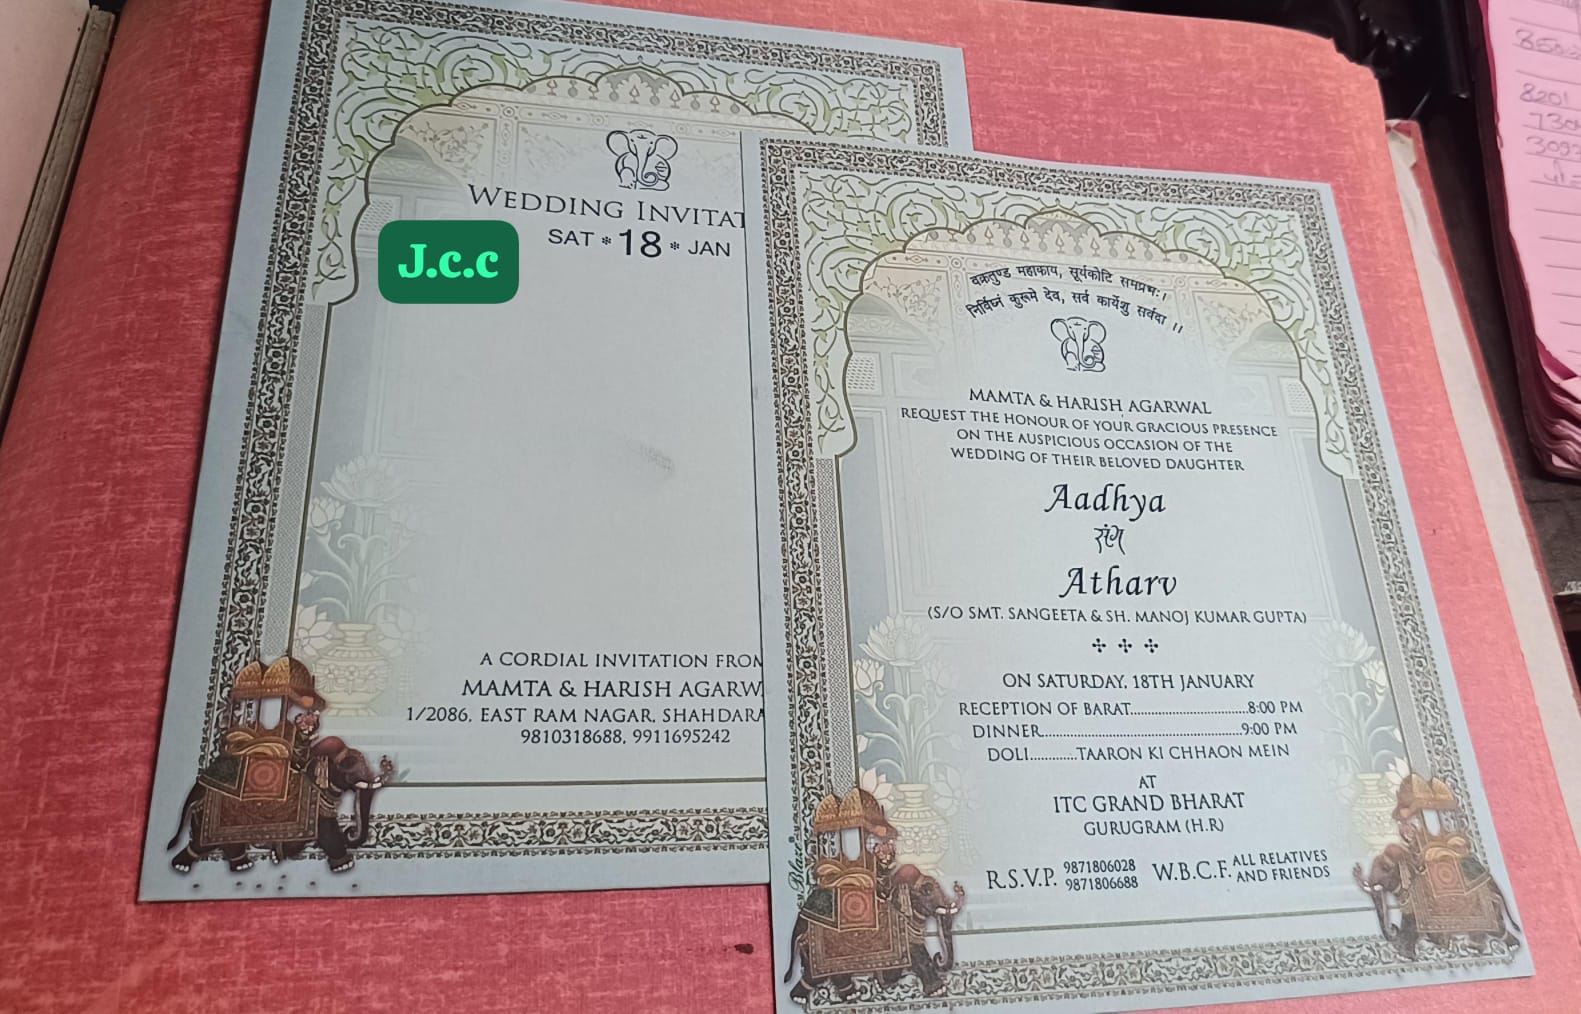 WEDDING INVITAT
SAT * 18 * JAN
J.c.c
A CORDIAL INVITATION FROM
MAMTA & HARISH AGARW
1/2086, EAST RAM NAGAR, SHAHDARA
9810318688, 9911695242
वक्रतुण्ड महाकाय, सूर्यकोटि समप्रभः।
निर्विघ्नं कुरूमे देव, सर्व कार्येशु सर्वदा ।।
MAMTA & HARISH AGARWAL
REQUEST THE HONOUR OF YOUR GRACIOUS PRESENCE
ON THE AUSPICIOUS OCCASION OF THE
WEDDING OF THEIR BELOVED DAUGHTER
Aadhya
संग
Atharv
(S/O SMT. SANGEETA & SH. MANOJ KUMAR GUPTA)
ON SATURDAY, 18TH JANUARY
RECEPTION OF BARAT..............................8:00 PM
DINNER..................................................9:00 PM
DOLI............TAARON KI CHHAON MEIN
AT
ITC GRAND BHARAT
GURUGRAM (H.R)
R.S.V.P. 9871806028 9871806688 W.B.C.F. ALL RELATIVES AND FRIENDS
8201